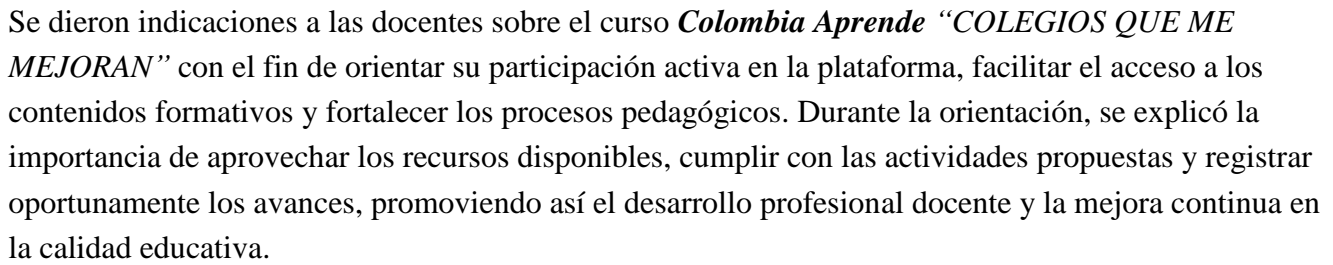 Se dieron indicaciones a las docentes sobre el curso Colombia Aprende “COLEGIOS QUE ME
MEJORAN” con el fin de orientar su participación activa en la plataforma, facilitar el acceso a los
contenidos formativos y fortalecer los procesos pedagógicos. Durante la orientación, se explicó la
importancia de aprovechar los recursos disponibles, cumplir con las actividades propuestas y registrar
oportunamente los avances, promoviendo así el desarrollo profesional docente y la mejora continua en
la calidad educativa.